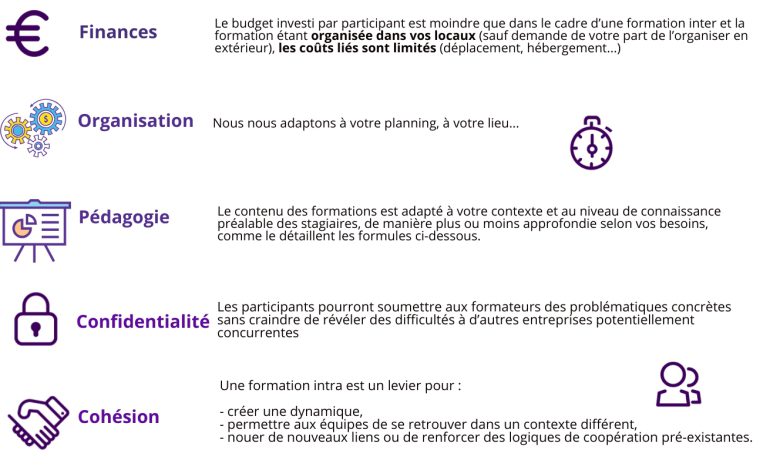 Finances
Le budget investi par participant est moindre que dans le cadre d’une formation inter et la
formation étant organisée dans vos locaux (sauf demande de votre part de l’organiser en
extérieur), les coûts liés sont limités (déplacement, hébergement...)
Organisation
Nous nous adaptons à votre planning, à votre lieu...
Pédagogie
Le contenu des formations est adapté à votre contexte et au niveau de connaissance
préalable des stagiaires, de manière plus ou moins approfondie selon vos besoins,
comme le détaillent les formules ci-dessous.
Confidentialité
Les participants pourront soumettre aux formateurs des problématiques concrètes
sans craindre de révéler des difficultés à d’autres entreprises potentiellement
concurrentes
Cohésion
Une formation intra est un levier pour :
- créer une dynamique,
- permettre aux équipes de se retrouver dans un contexte différent,
- nouer de nouveaux liens ou de renforcer des logiques de coopération pré-existantes.